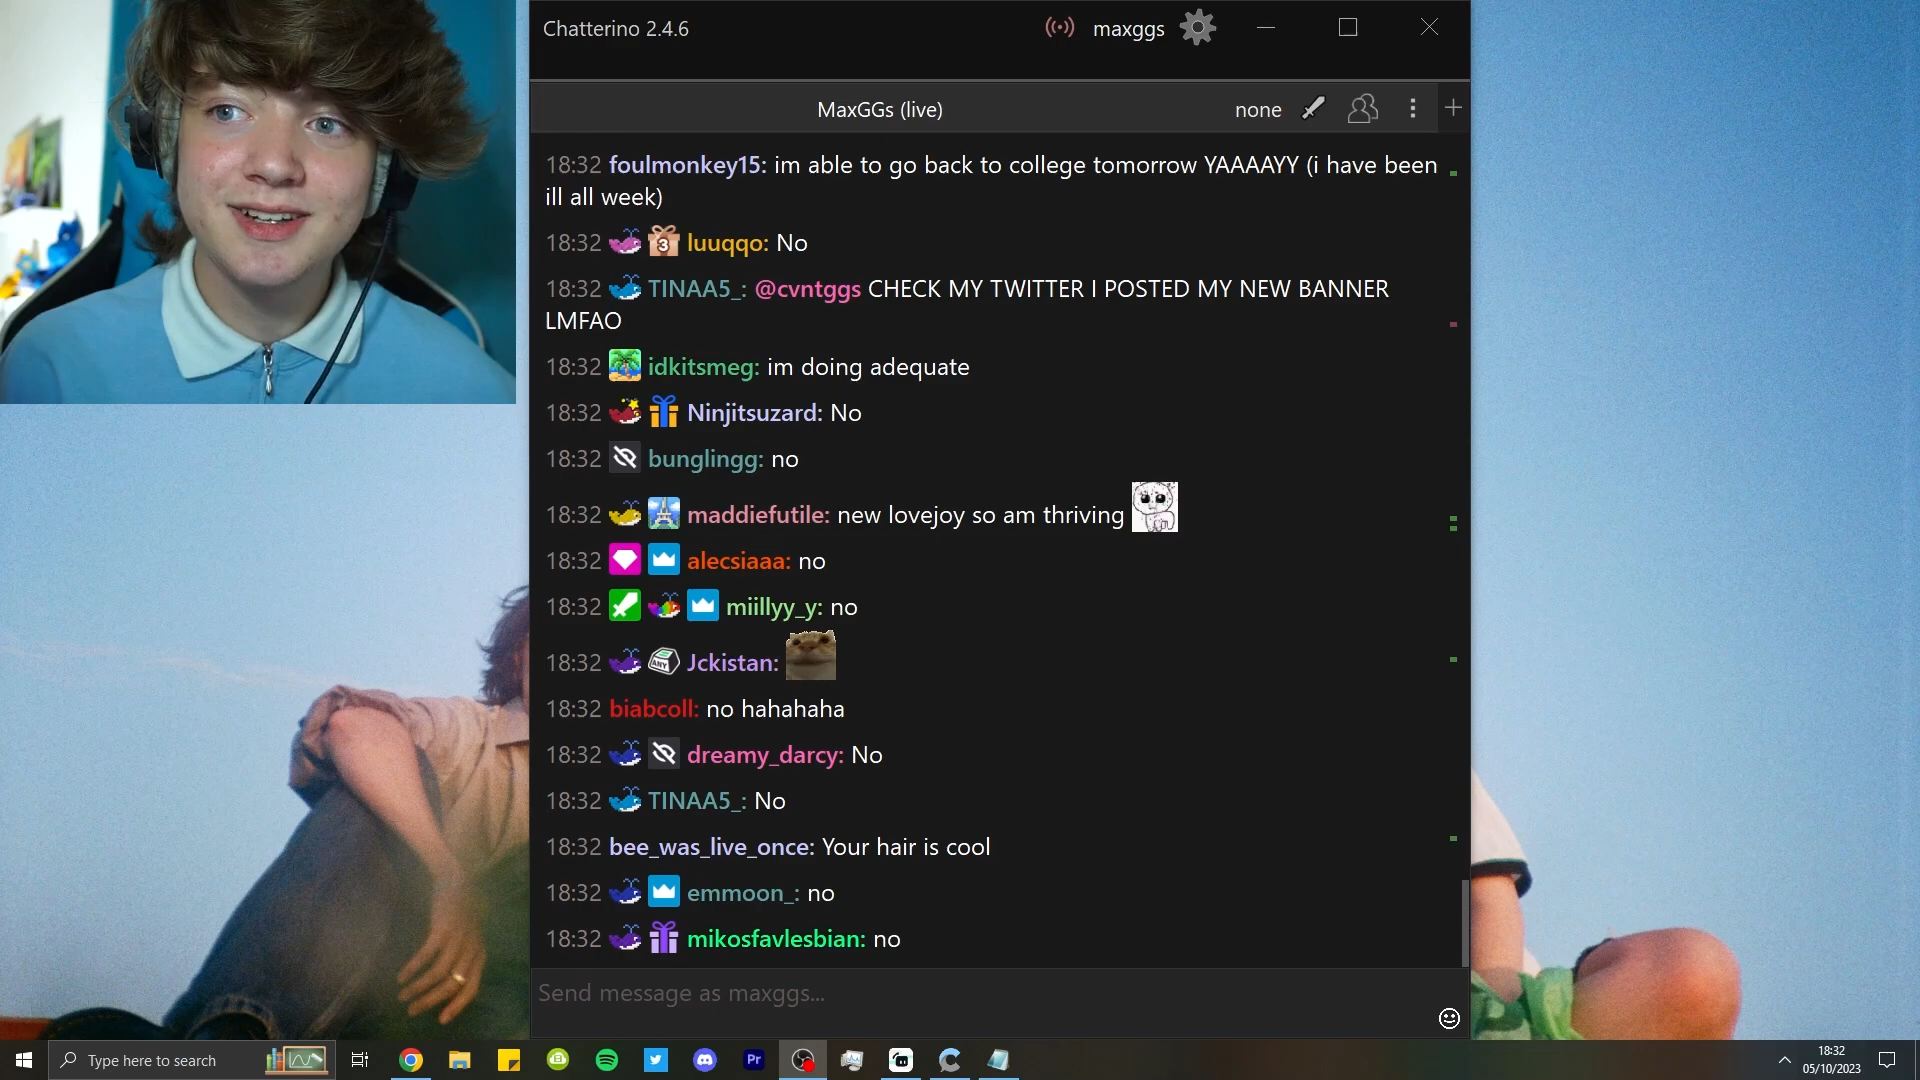 Chatterino 2.4.6
maxggs
MaxGGs (live)
none
18:32 foulmonkey15: im able to go back to college tomorrow YAAAAYY (i have been
ill all week)
18:32 3 luuqqo: No
18:32 TINAA5_: @cvntggs CHECK MY TWITTER I POSTED MY NEW BANNER
LMFAO
18:32 idkitsmeg: im doing adequate
18:32 Ninjitsuzard: No
18:32 bunglingg: no
18:32 maddiefutile: new lovejoy so am thriving
18:32 alecsiaaa: no
18:32 miillyy_y: no
18:32 ANY Jckistan:
18:32 biabcoll: no hahahaha
18:32 dreamy_darcy: No
18:32 TINAA5_: No
18:32 bee_was_live_once: Your hair is cool
18:32 emmoon_: no
18:32 mikosfavlesbian: no
Send message as maxggs...
Type here to search
Pr
18:32
05/10/2023